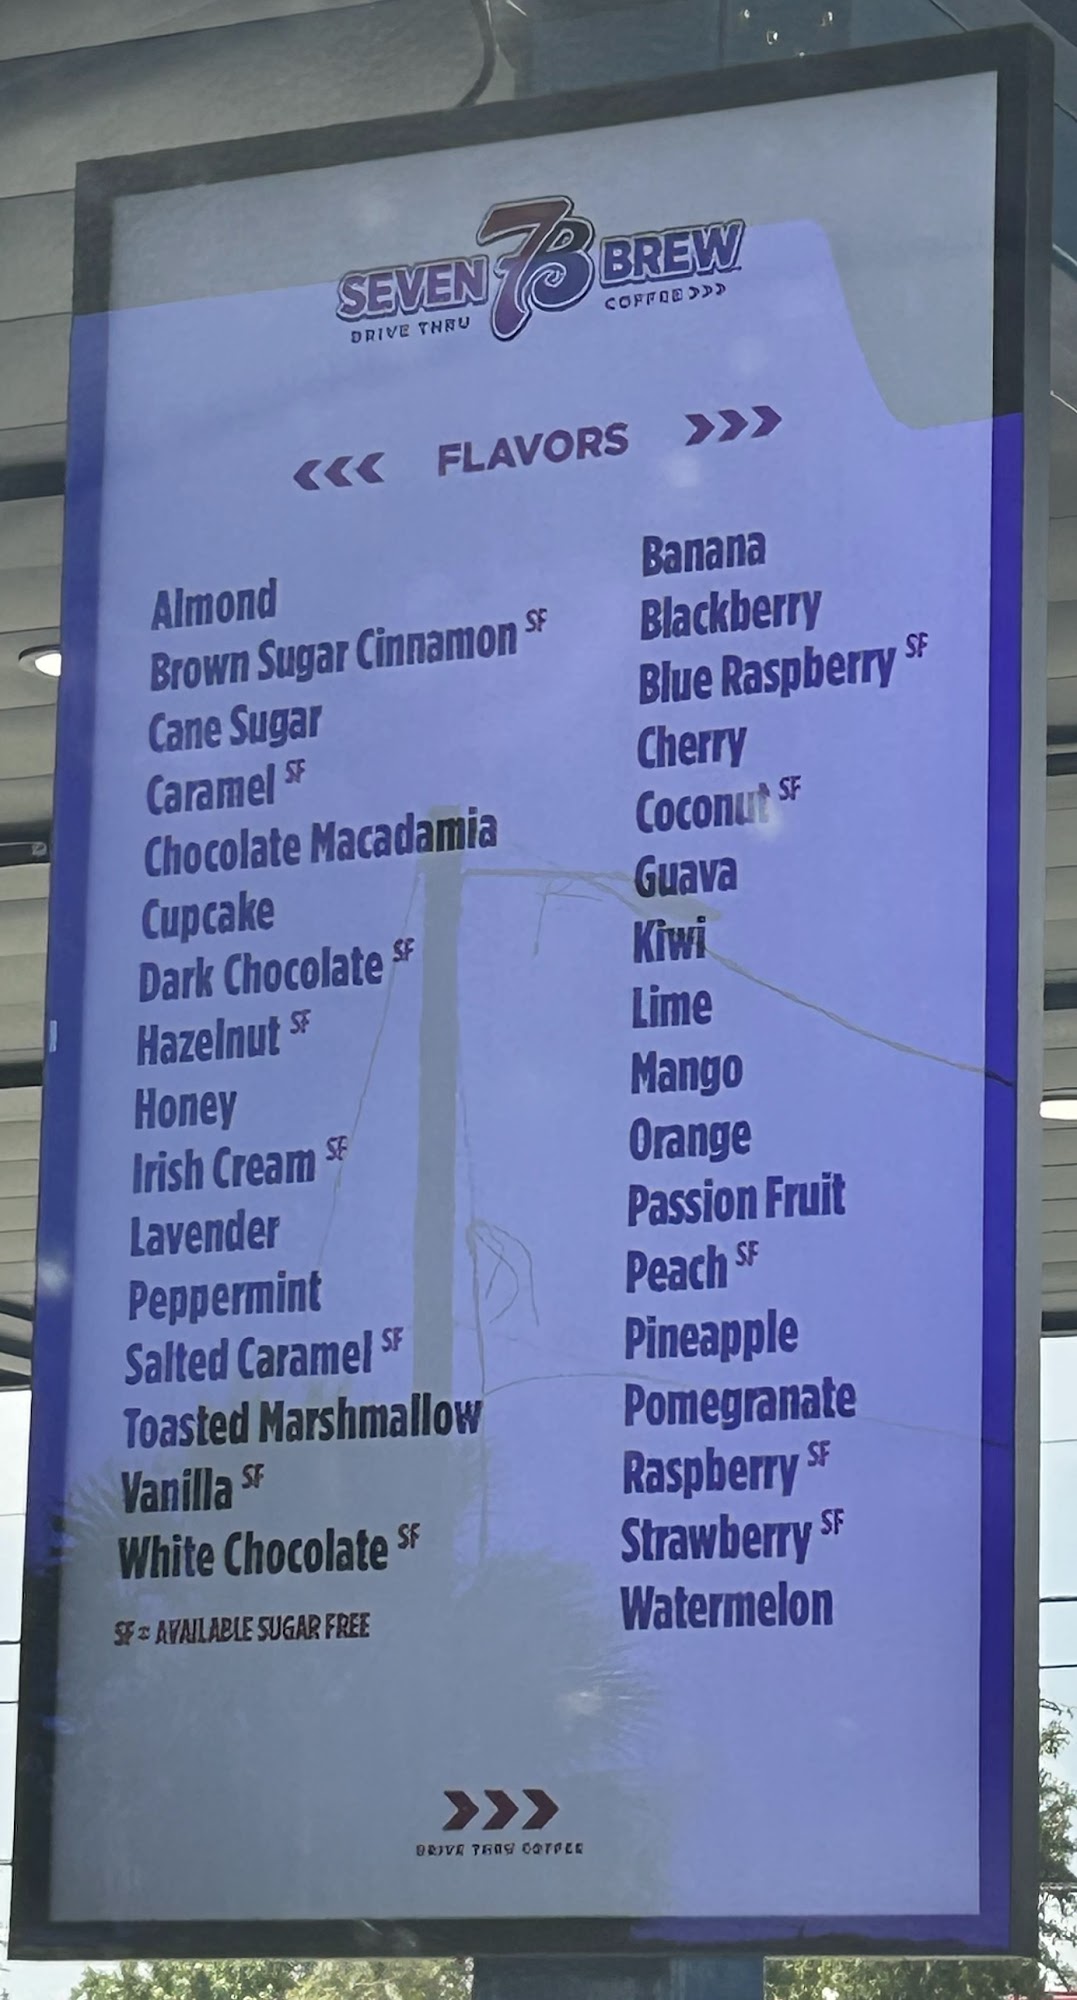 SEVEN 7B BREW
DRIVE THRU COFFEE >>>
<<< FLAVORS >>>
Almond
Brown Sugar Cinnamon SF
Cane Sugar
Caramel SF
Chocolate Macadamia
Cupcake
Dark Chocolate SF
Hazelnut SF
Honey
Irish Cream SF
Lavender
Peppermint
Salted Caramel SF
Toasted Marshmallow
Vanilla SF
White Chocolate SF
SF = AVAILABLE SUGAR FREE
Banana
Blackberry
Blue Raspberry SF
Cherry
Coconut SF
Guava
Kiwi
Lime
Mango
Orange
Passion Fruit
Peach SF
Pineapple
Pomegranate
Raspberry SF
Strawberry SF
Watermelon
>>>
DRIVE THRU COFFEE